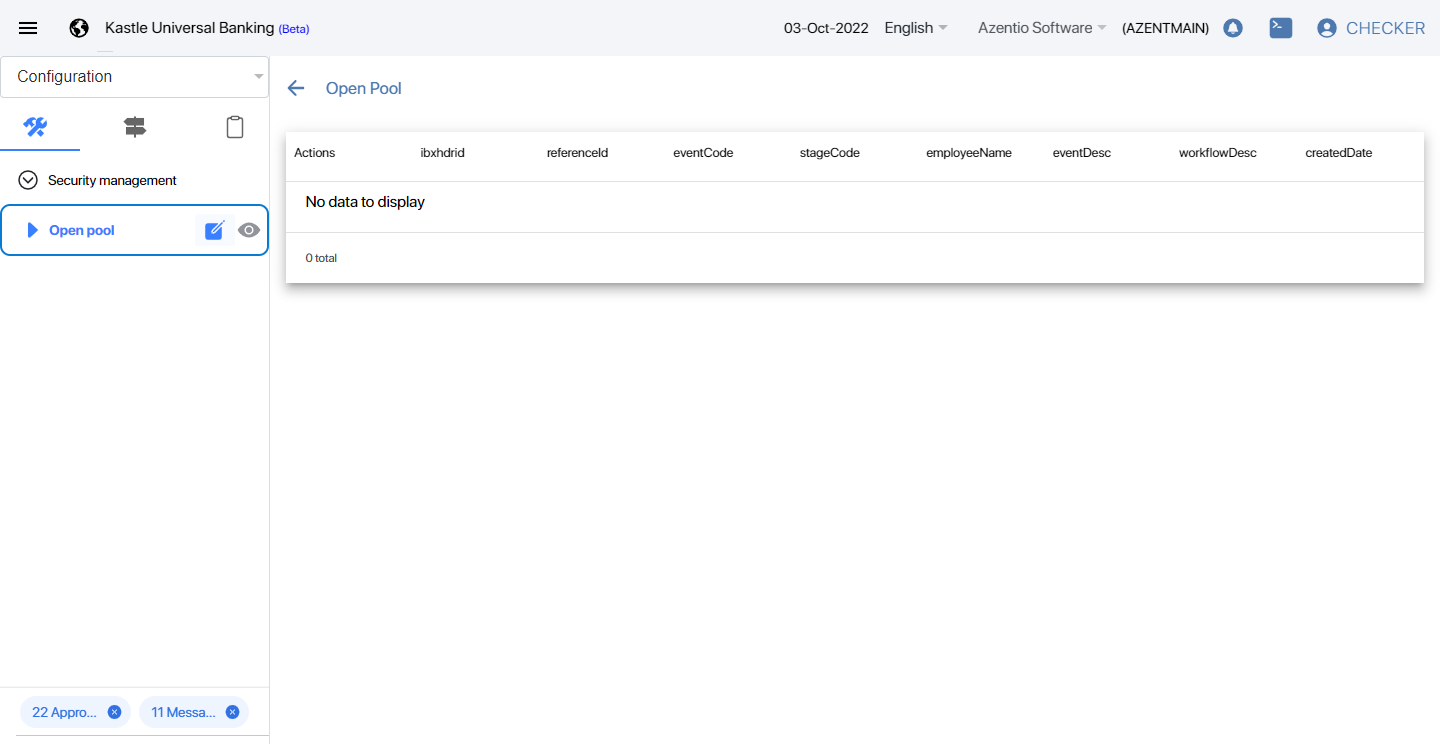 Kastle Universal Banking (Beta)
03-Oct-2022 English Azentio Software (AZENTMAIN) CHECKER
Configuration
Security management
Open pool
22 Appro...
11 Messa...
Open Pool
Actions ibxhdrid referenceId eventCode stageCode employeeName eventDesc workflowDesc createdDate
No data to display
0 total